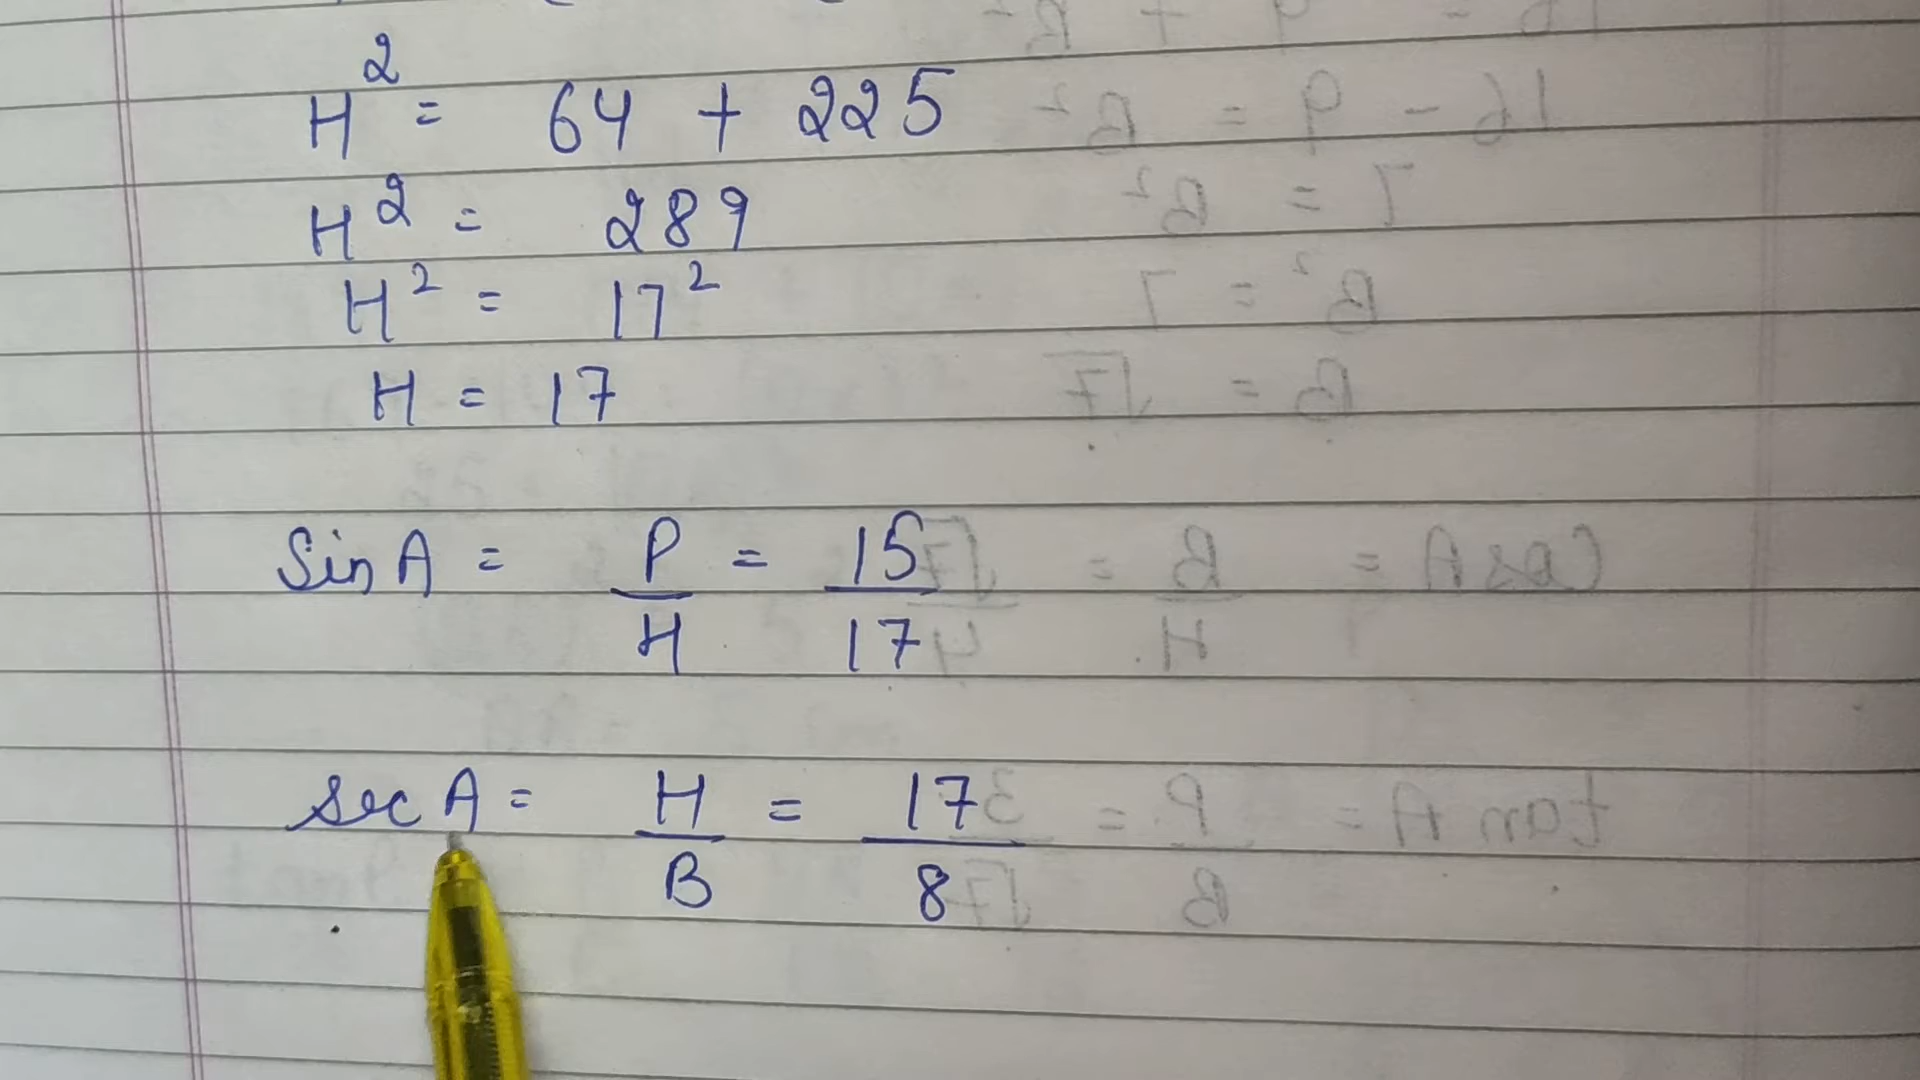 H² = 64 + 225
H² = 289
H² = 17²
H = 17
Sin A = P/H = 15/17
sec A = H/B = 17/8